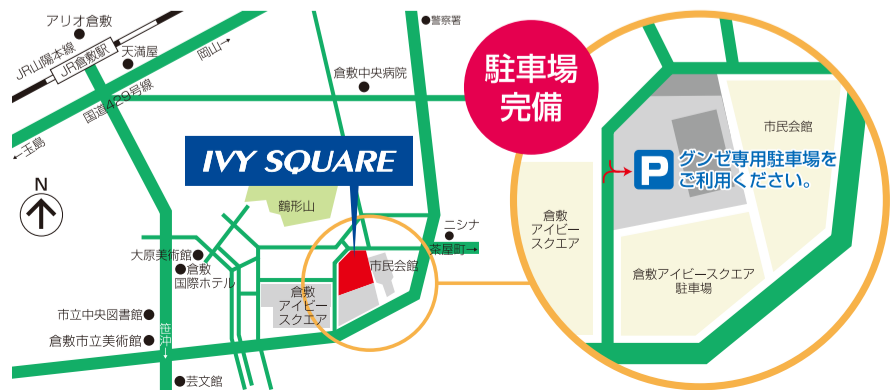 アリオ倉敷
JR山陽本線
JR倉敷駅
天満屋
岡山→
国道429号線
←玉島
警察署
倉敷中央病院
駐車場
完備
IVY SQUARE
N
鶴形山
大原美術館
倉敷
国際ホテル
ニシナ
茶屋町→
市民会館
倉敷
アイビー
スクエア
市立中央図書館
倉敷市立美術館
笹沖→
芸文館
市民会館
P
グンゼ専用駐車場を
ご利用ください。
倉敷
アイビー
スクエア
倉敷アイビースクエア
駐車場